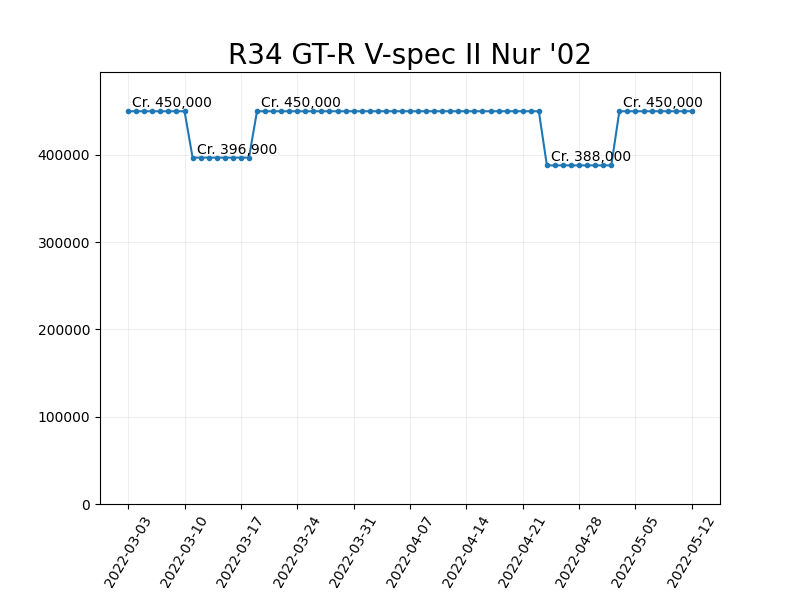 R34 GT-R V-spec II Nur '02
Cr. 450,000
Cr. 450,000
Cr. 450,000
Cr. 396,900
Cr. 388,000
400000
300000
200000
100000
0
2022-03-03
2022-03-10
2022-03-17
2022-03-24
2022-03-31
2022-04-07
2022-04-14
2022-04-21
2022-04-28
2022-05-05
2022-05-12